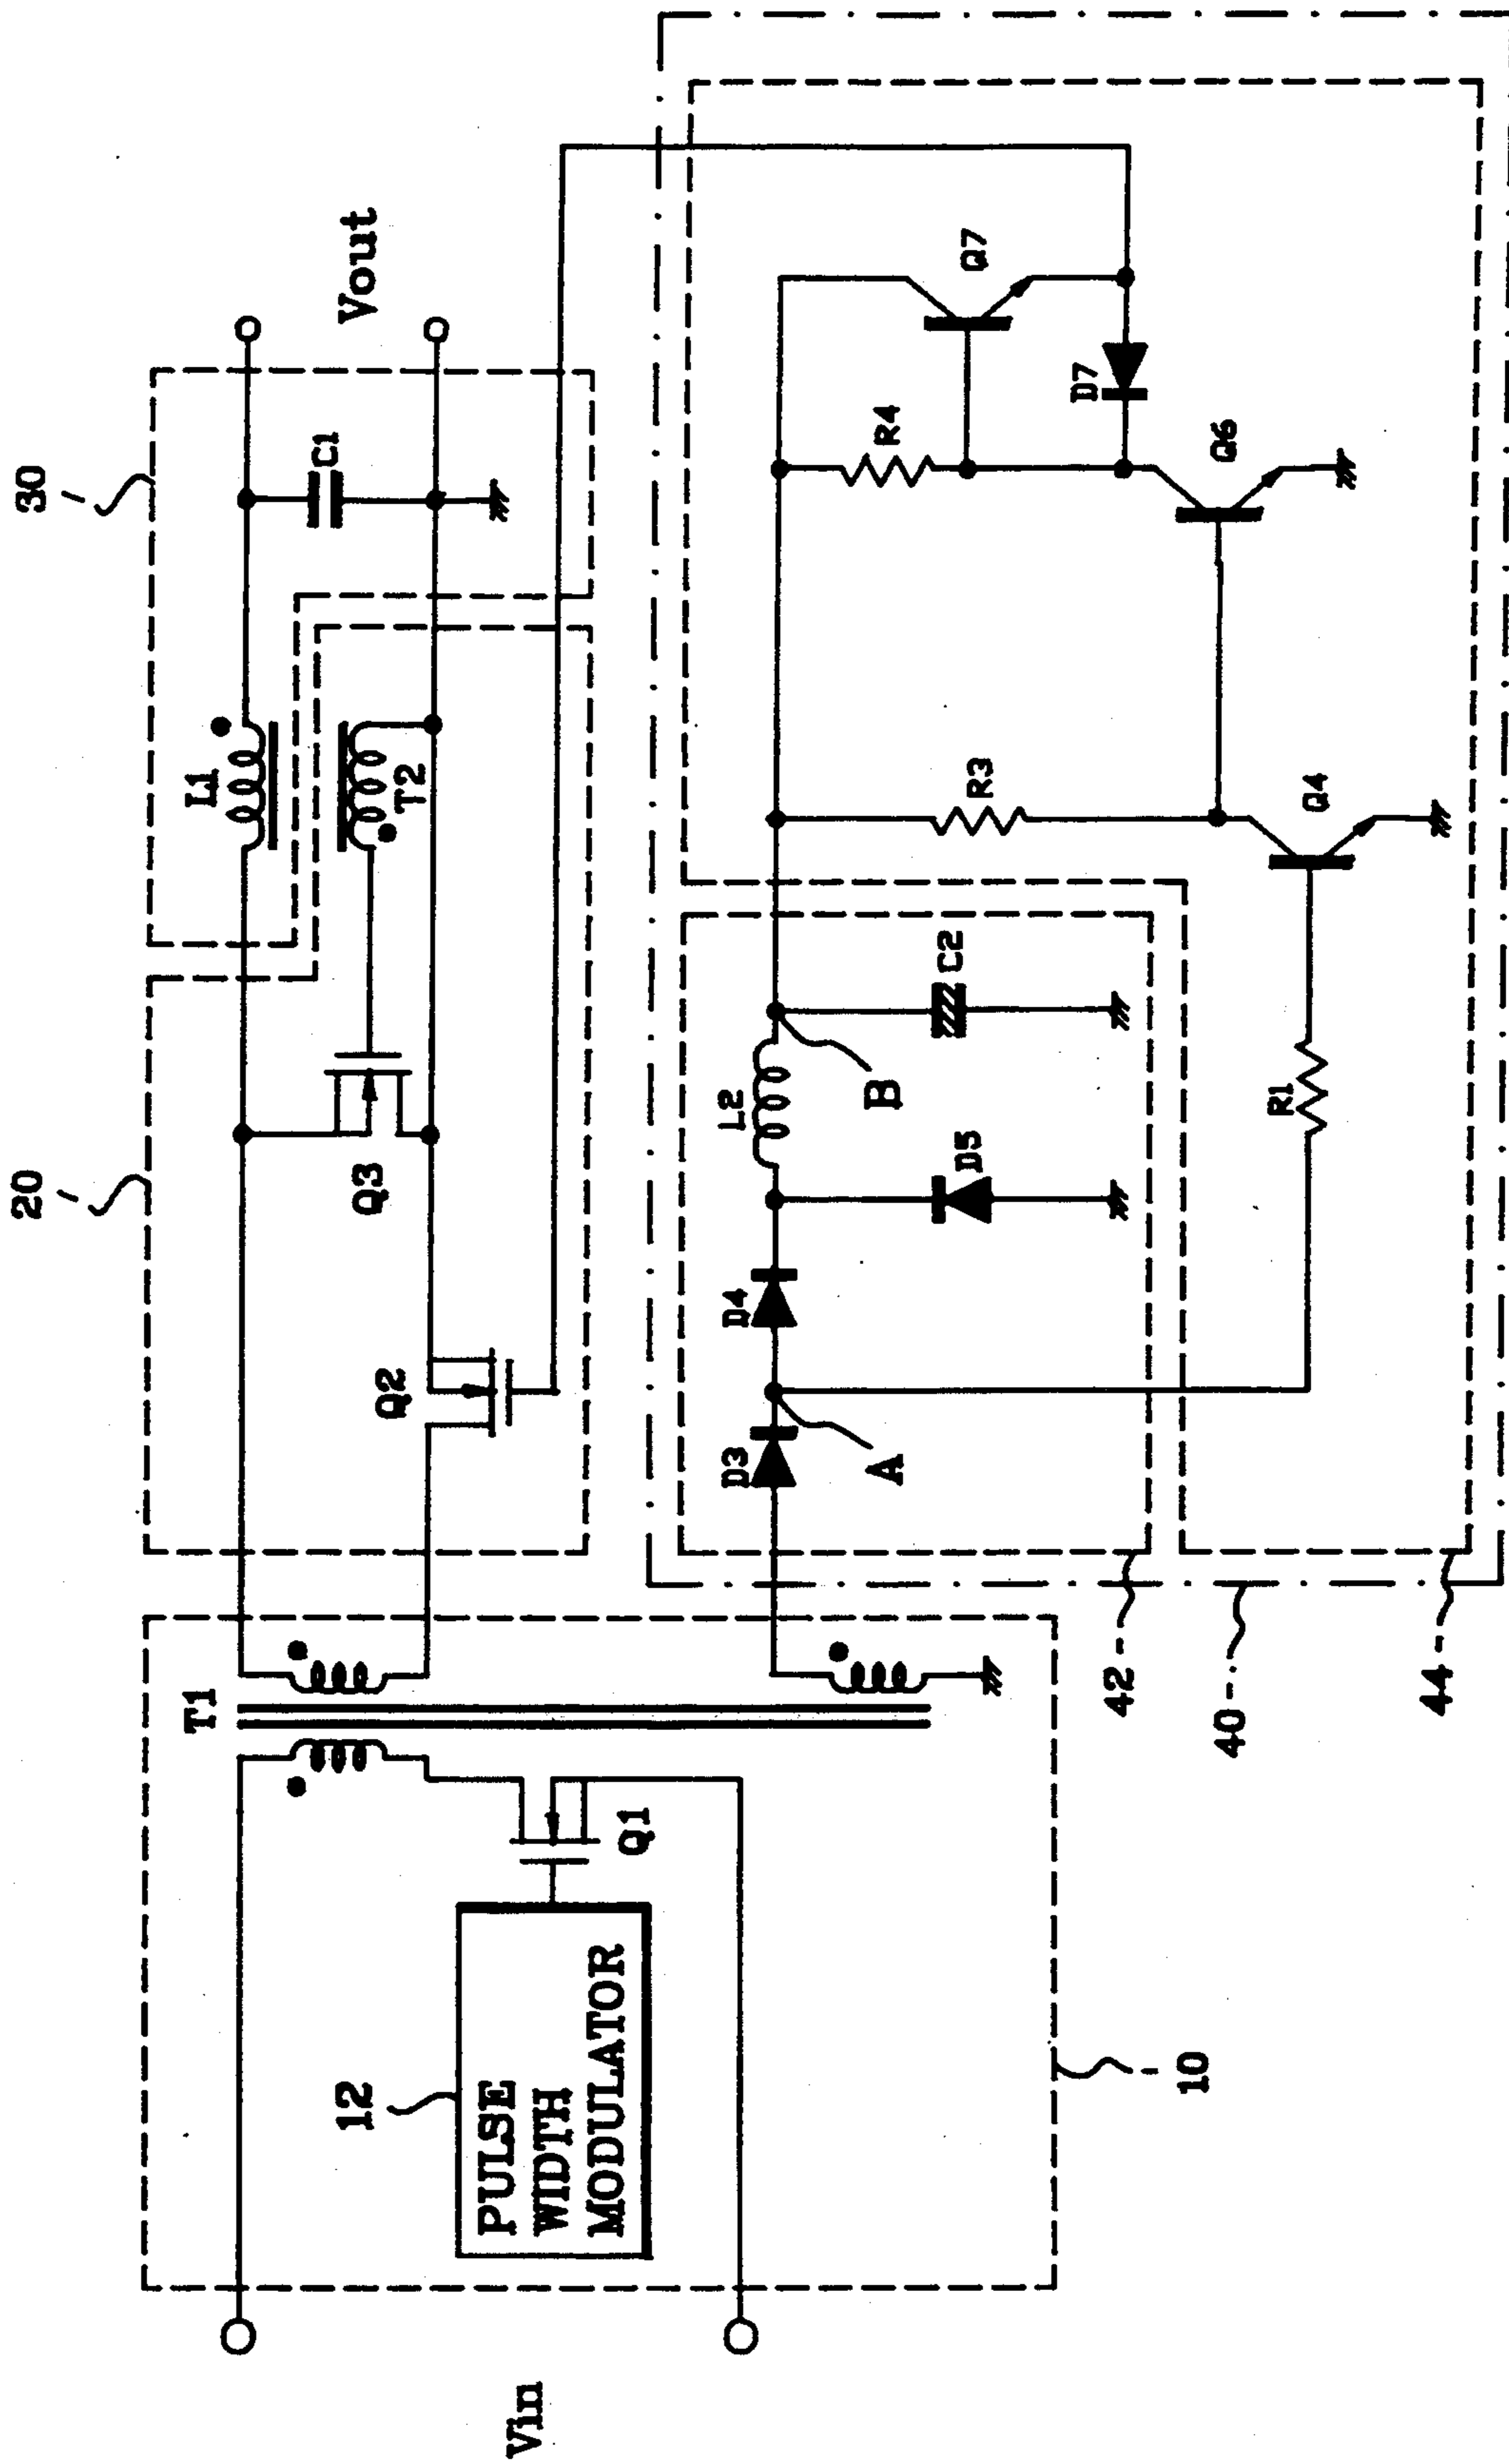 Vin
PULSE
WIDTH
MODULATOR
12
Q1
10
T1
20
Q2
Q3
T2
30
L1
C1
Vout
D3
A
D4
D5
L2
B
C2
42
40
44
R1
R3
Q4
R4
Q7
D7
Q6